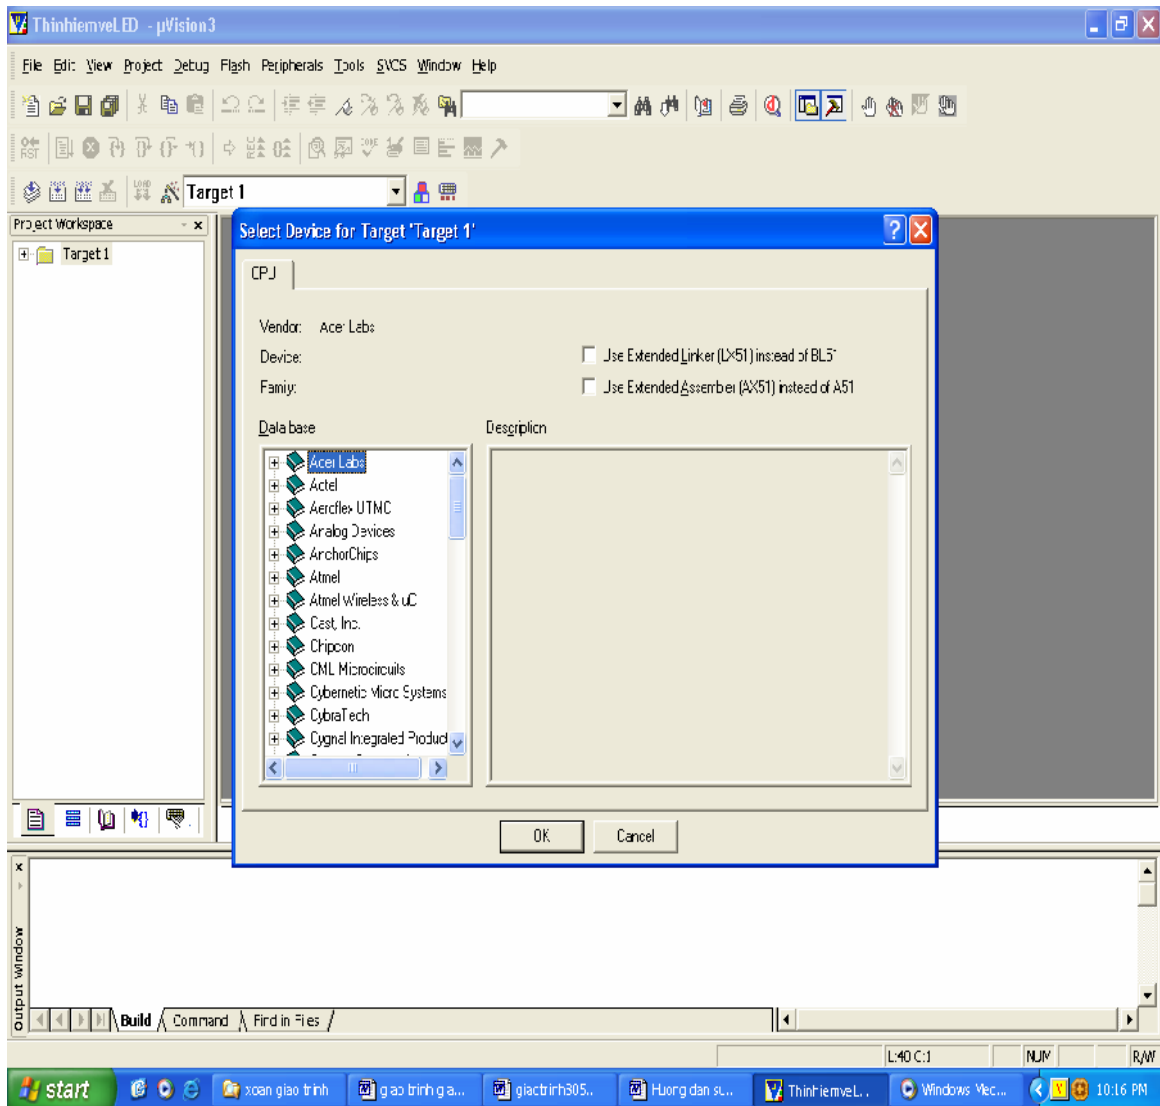 ThinhiemveLED - µVision3
File Edit View Project Debug Flash Peripherals Tools SVCS Window Help
RST
LOAD
Target 1
Project Workspace
Target 1
Select Device for Target 'Target 1'
CPU
Vendor: Acer Labs
Device:
Use Extended Linker (LX51) instead of BL51
Family:
Use Extended Assembler (AX51) instead of A51
Data base
Description
Acer Labs
Actel
Aeroflex UTMC
Analog Devices
AnchorChips
Atmel
Atmel Wireless & uC
Cast, Inc.
Chipcon
CML Microcircuits
Cybernetic Micro Systems
CybraTech
Cygnal Integrated Product
OK
Cancel
Output Window
Build
Command
Find in Files
L:40 C:1
NUM
R/W
start
xoan giao trinh
giao trinh gia...
giaotrinh805..
Huong dan su...
ThinhiemveL..
Windows Mec...
10:16 PM